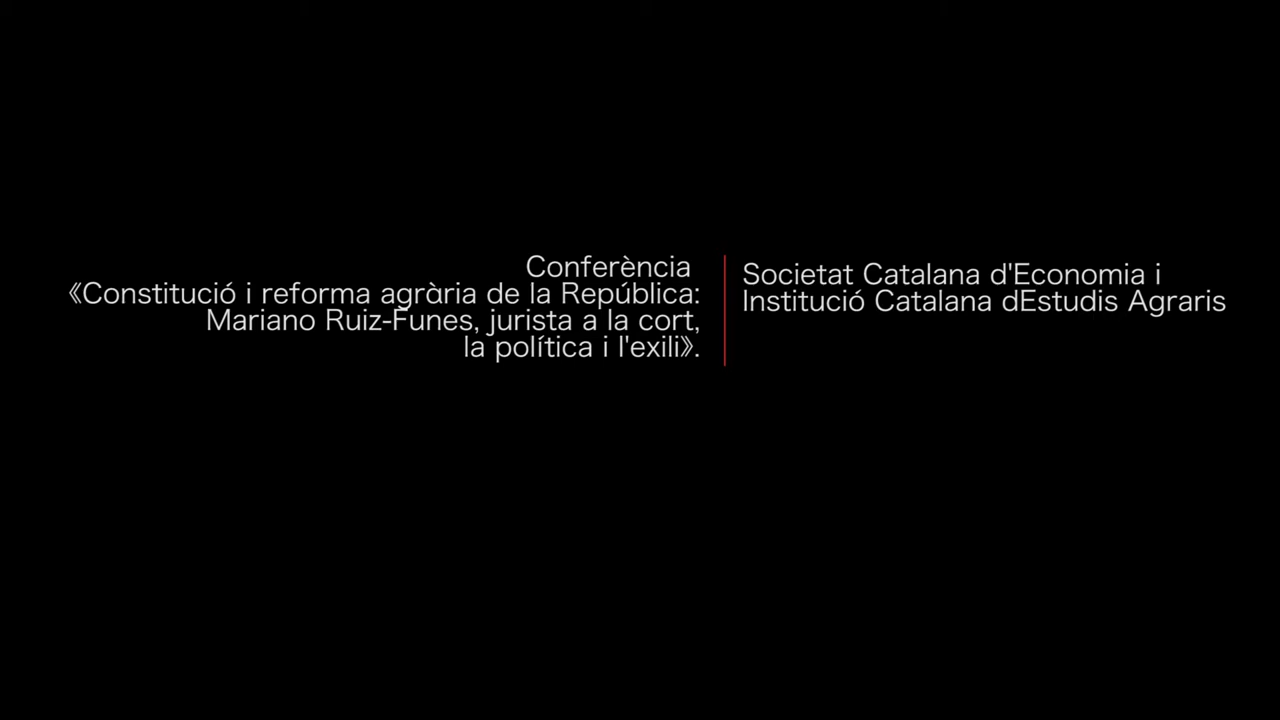 Conferència
《Constitució i reforma agrària de la República:
Mariano Ruiz-Funes, jurista a la cort,
la política i l'exili》.
Societat Catalana d'Economia i
Institució Catalana dEstudis Agraris